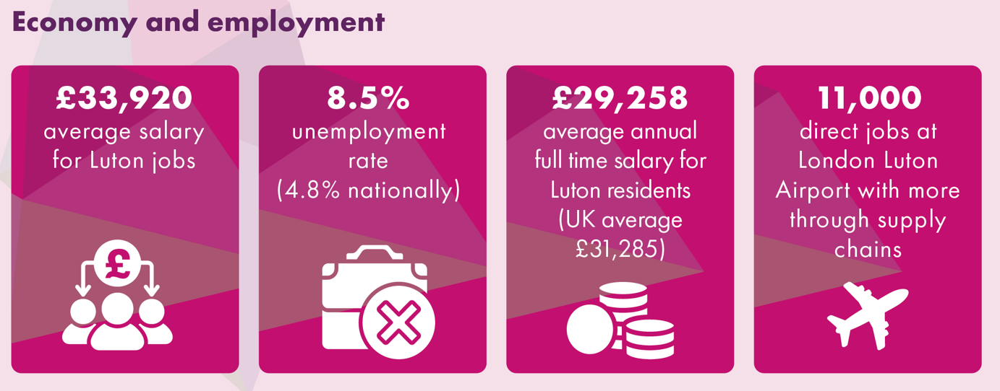 Economy and employment
£33,920
average salary
for Luton jobs
8.5%
unemployment
rate
(4.8% nationally)
£29,258
average annual
full time salary for
Luton residents
(UK average
£31,285)
11,000
direct jobs at
London Luton
Airport with more
through supply
chains
£